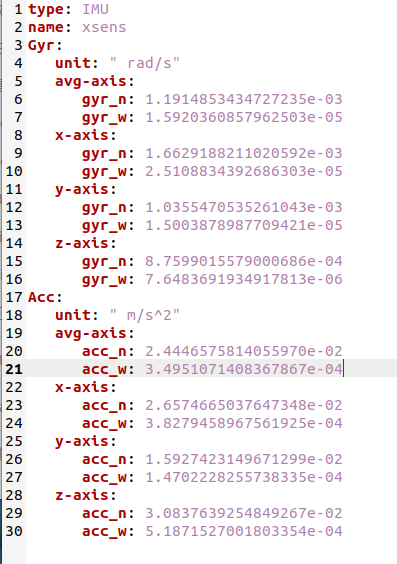 1 type: IMU
2 name: xsens
3 Gyr:
4    unit: " rad/s"
5    avg-axis:
6       gyr_n: 1.1914853434727235e-03
7       gyr_w: 1.5920360857962503e-05
8    x-axis:
9       gyr_n: 1.6629188211020592e-03
10       gyr_w: 2.5108834392686303e-05
11    y-axis:
12       gyr_n: 1.0355470535261043e-03
13       gyr_w: 1.5003878987709421e-05
14    z-axis:
15       gyr_n: 8.7599015579000686e-04
16       gyr_w: 7.6483691934917813e-06
17 Acc:
18    unit: " m/s^2"
19    avg-axis:
20       acc_n: 2.4446575814055970e-02
21       acc_w: 3.4951071408367867e-04
22    x-axis:
23       acc_n: 2.6574665037647348e-02
24       acc_w: 3.8279458967561925e-04
25    y-axis:
26       acc_n: 1.5927423149671299e-02
27       acc_w: 1.4702228255738335e-04
28    z-axis:
29       acc_n: 3.0837639254849267e-02
30       acc_w: 5.1871527001803354e-04